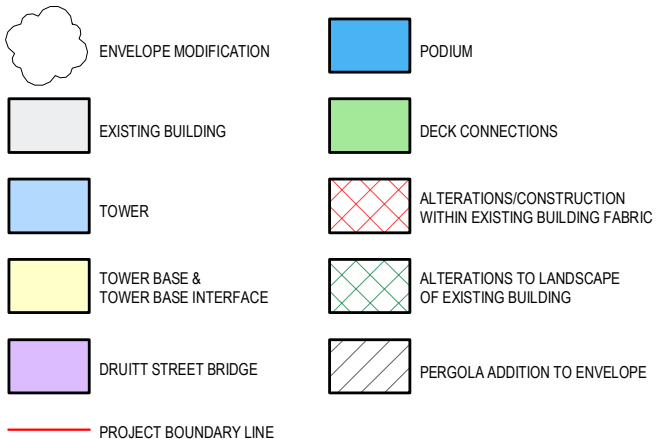 ENVELOPE MODIFICATION
EXISTING BUILDING
TOWER
TOWER BASE &
TOWER BASE INTERFACE
DRUITT STREET BRIDGE
PROJECT BOUNDARY LINE
PODIUM
DECK CONNECTIONS
ALTERATIONS/CONSTRUCTION
WITHIN EXISTING BUILDING FABRIC
ALTERATIONS TO LANDSCAPE
OF EXISTING BUILDING
PERGOLA ADDITION TO ENVELOPE